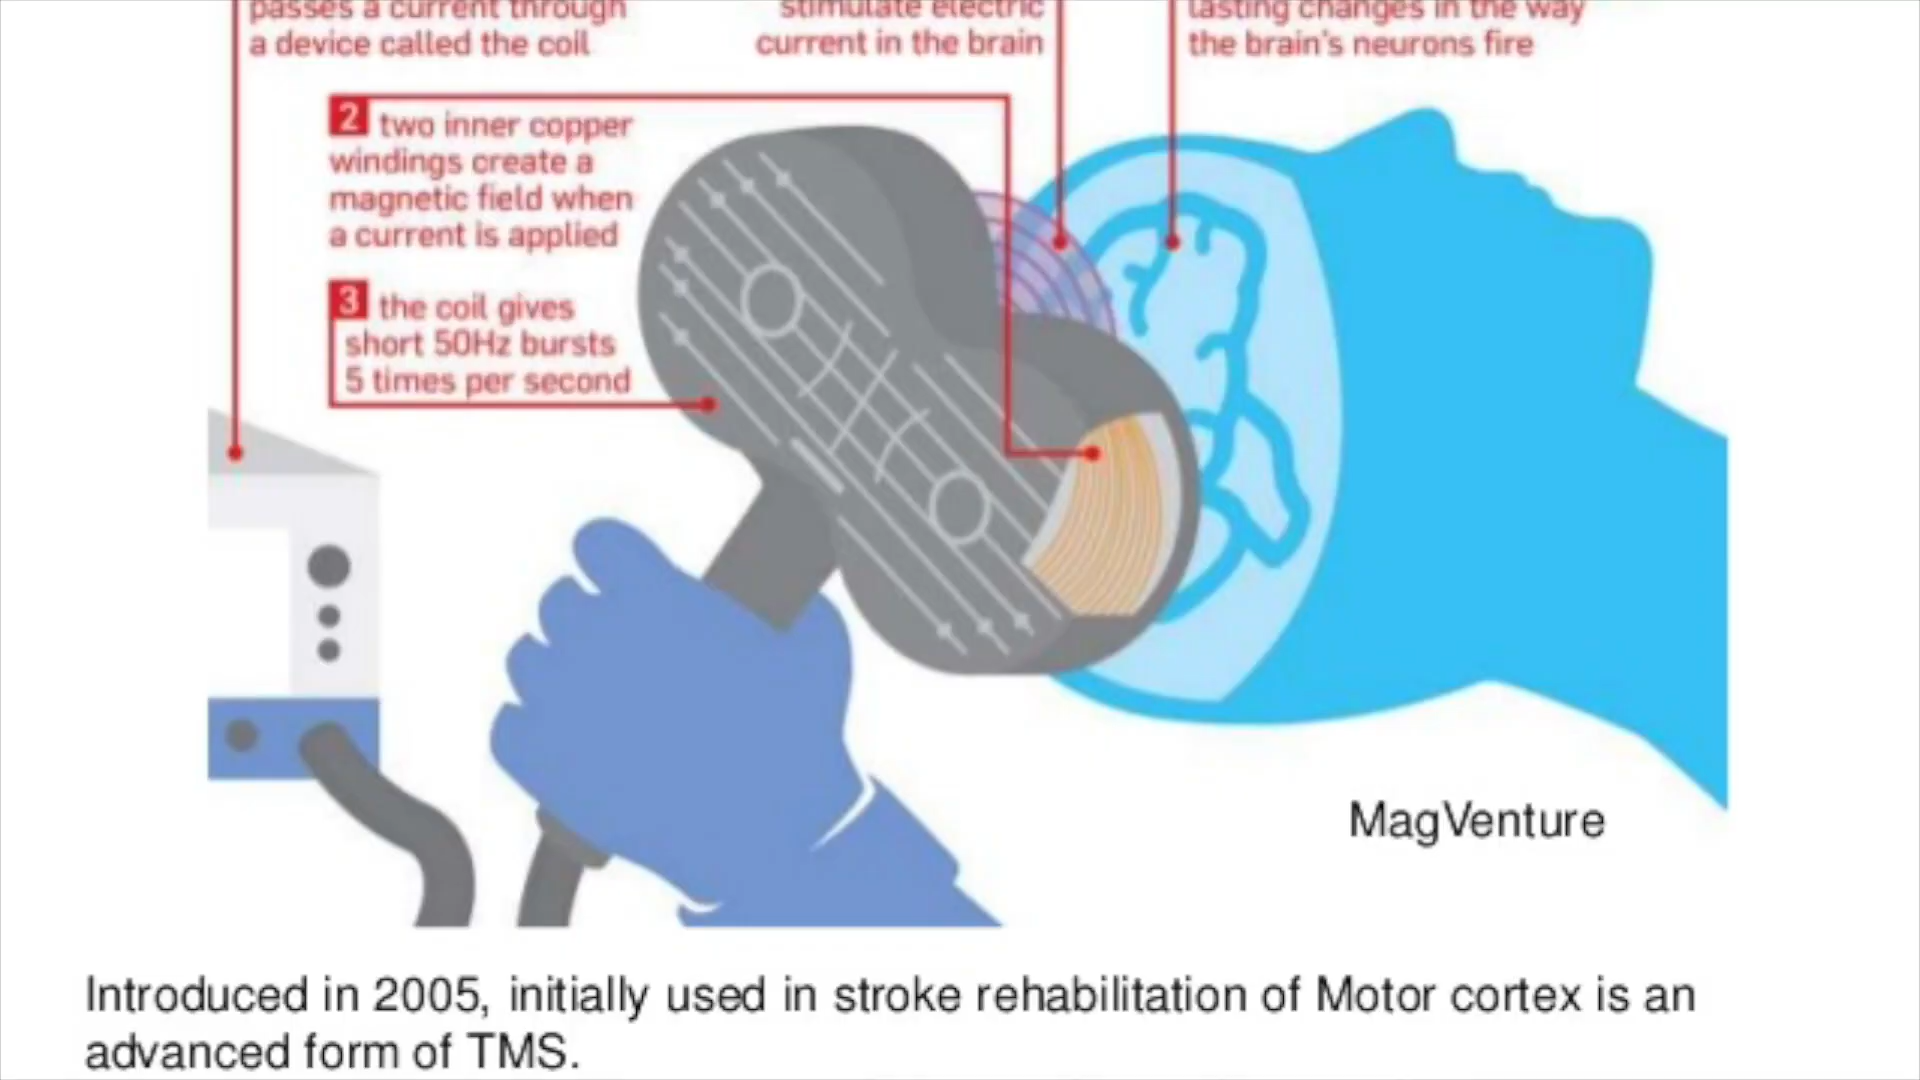 passes a current through
a device called the coil
stimulate electric
current in the brain
lasting changes in the way
the brain's neurons fire
2 two inner copper
windings create a
magnetic field when
a current is applied
3 the coil gives
short 50Hz bursts
5 times per second
MagVenture
Introduced in 2005, initially used in stroke rehabilitation of Motor cortex is an
advanced form of TMS.